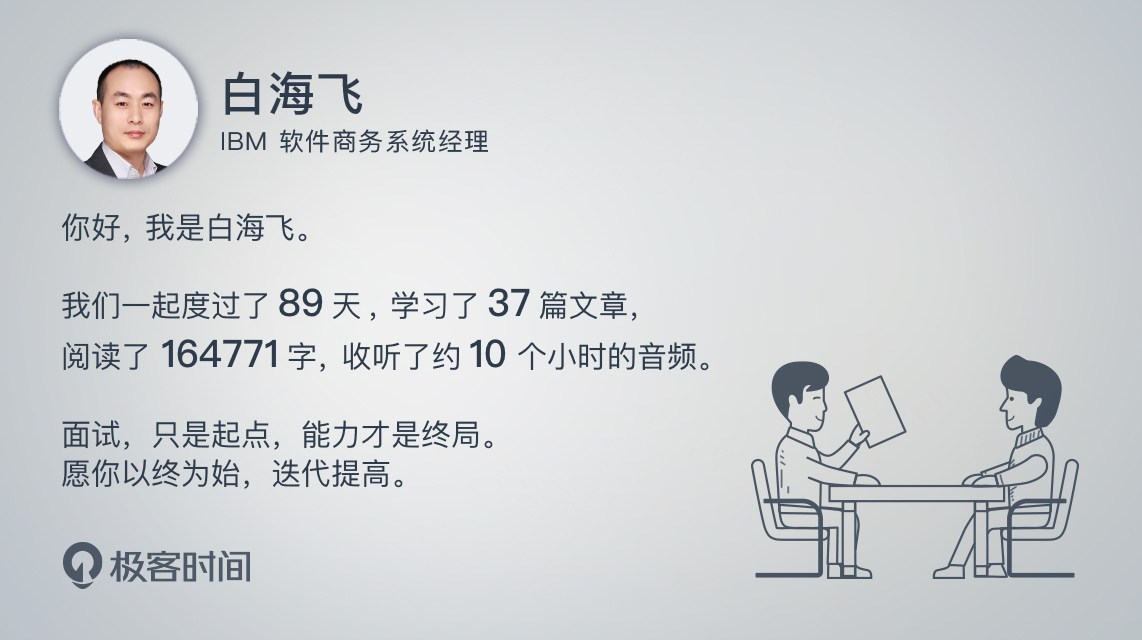 白海飞
IBM 软件商务系统经理
你好，我是白海飞。
我们一起度过了 89 天，学习了 37 篇文章，
阅读了 164771 字，收听了约 10 个小时的音频。
面试，只是起点，能力才是终局。
愿你以终为始，迭代提高。
极客时间